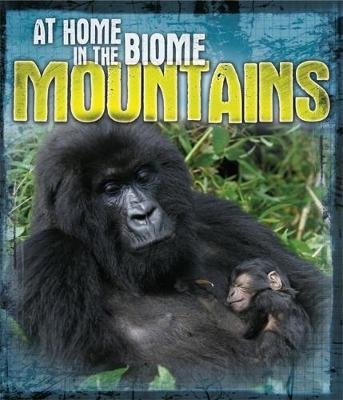 AT HOME
IN THE BIOME
MOUNTAINS